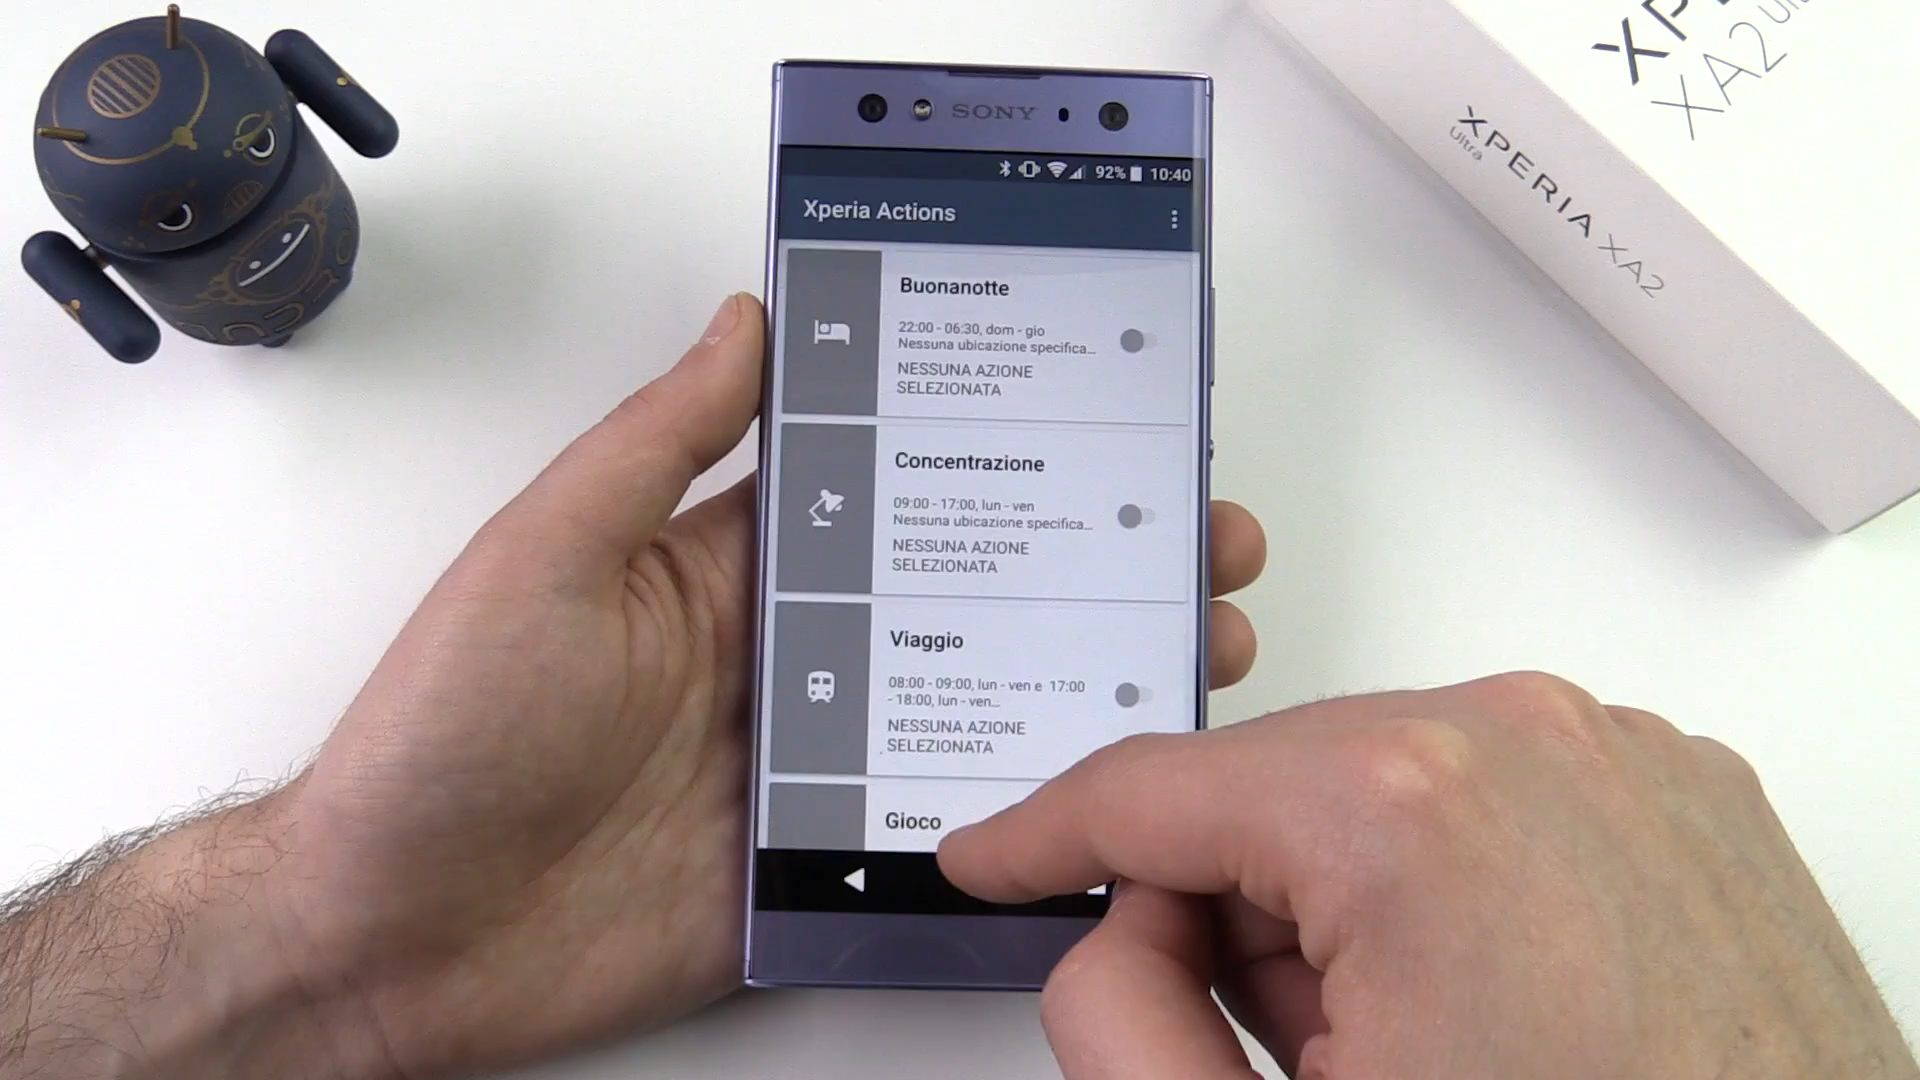 SONY
92% 10:40
Xperia Actions
Buonanotte
22:00 - 06:30, dom - gio
Nessuna ubicazione specifica...
NESSUNA AZIONE
SELEZIONATA
Concentrazione
09:00 - 17:00, lun - ven
Nessuna ubicazione specifica...
NESSUNA AZIONE
SELEZIONATA
Viaggio
08:00 - 09:00, lun - ven e 17:00
- 18:00, lun - ven...
NESSUNA AZIONE
SELEZIONATA
Gioco
XPERIA XA2
Ultra
XA2